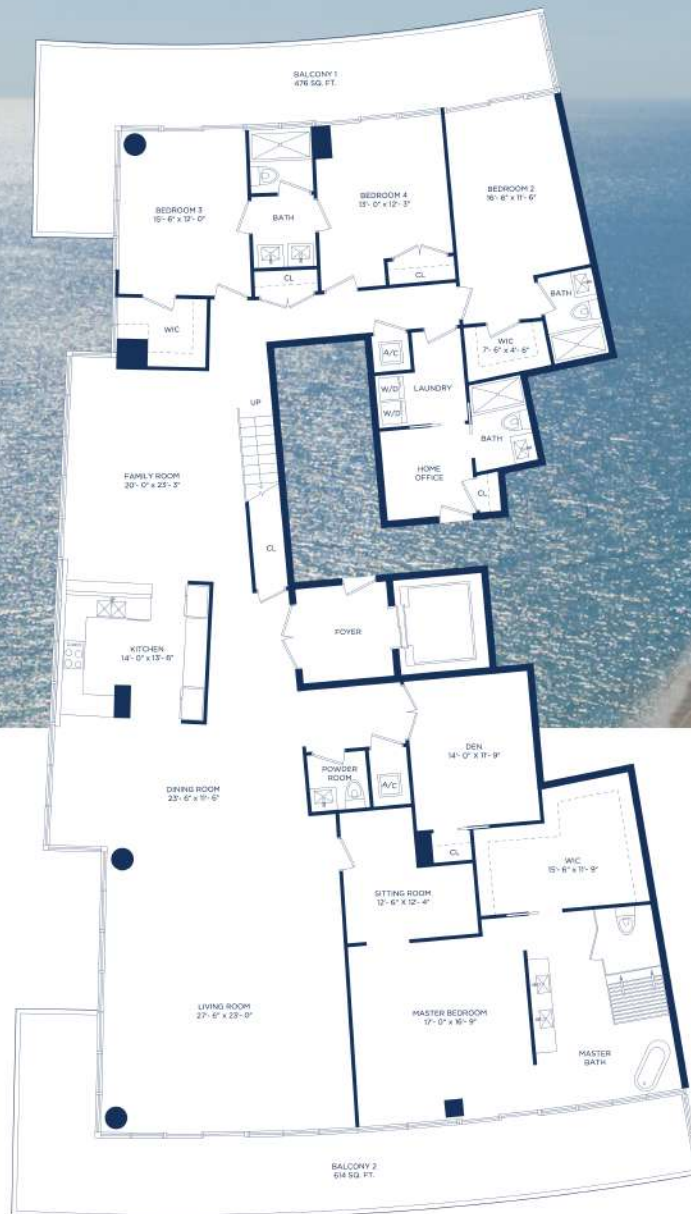 BALCONY 1
476 SQ. FT.
BEDROOM 3
15'- 6" x 12'- 0"
BATH
BEDROOM 4
13'- 0" x 12'- 3"
BEDROOM 2
16'- 6" x 11'- 6"
CL
CL
BATH
WIC
WIC
7'- 6" x 4'- 6"
A/C
LAUNDRY
W/D
W/D
UP
BATH
HOME
OFFICE
CL
FAMILY ROOM
20'- 0" x 23'- 3"
CL
FOYER
KITCHEN
14'- 0" x 13'- 6"
DEN
14'- 0" X 11'- 9"
POWDER
ROOM
A/C
DINING ROOM
23'- 6" x 11'- 6"
CL
WIC
15'- 6" x 11'- 9"
SITTING ROOM
12'- 6" X 12'- 4"
LIVING ROOM
27'- 6" x 23'- 0"
MASTER BEDROOM
17'- 0" x 16'- 9"
MASTER
BATH
BALCONY 2
614 SQ. FT.